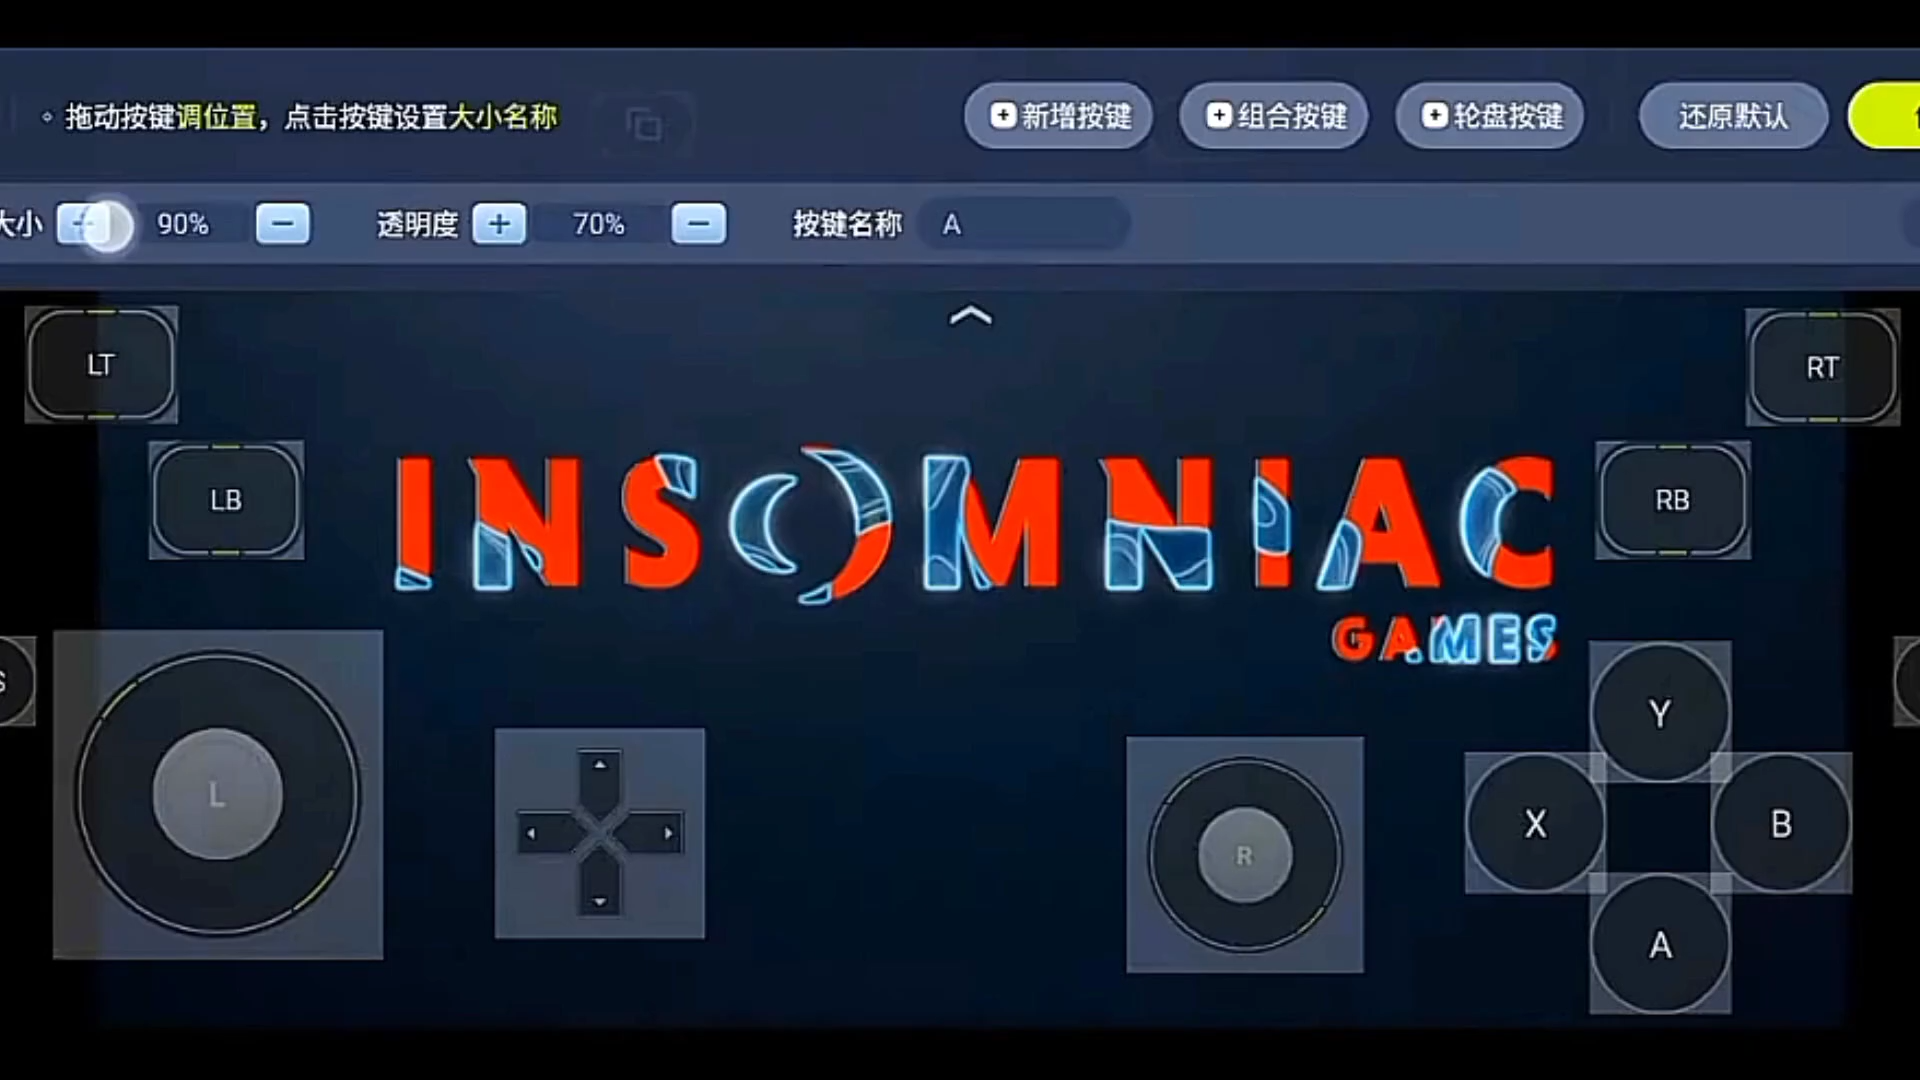 拖动按键调位置，点击按键设置大小名称
新增按键
组合按键
轮盘按键
还原默认
大小 + 90% −
透明度 + 70% −
按键名称 A
LT
RT
LB
RB
INSOMNIAC
GAMES
S
L
R
Y
X
B
A